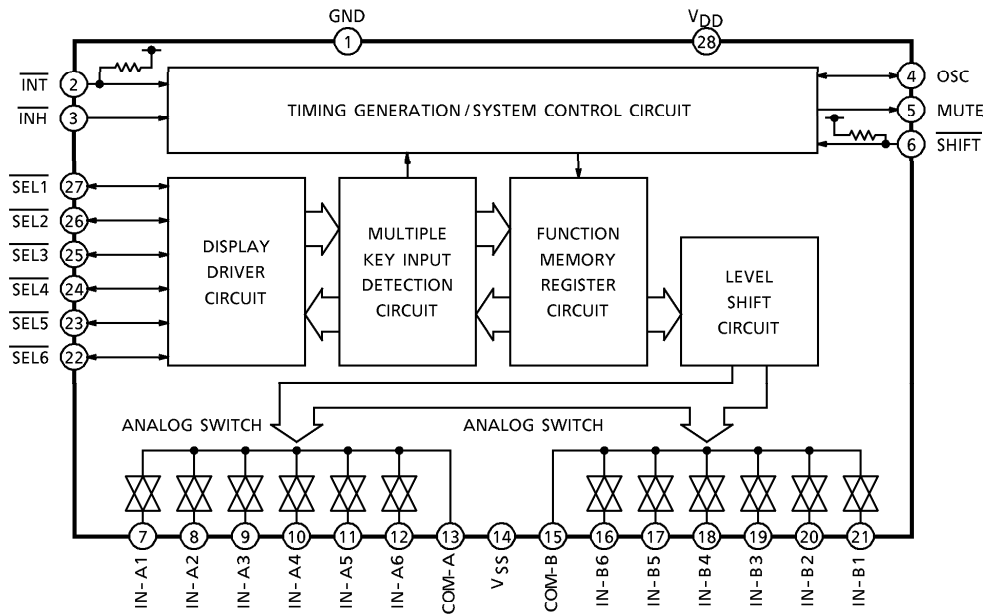 GND
VDD
1
28
INT
2
INH
3
TIMING GENERATION/SYSTEM CONTROL CIRCUIT
4
OSC
5
MUTE
6
SHIFT
SEL1
27
SEL2
26
SEL3
25
SEL4
24
SEL5
23
SEL6
22
DISPLAY
DRIVER
CIRCUIT
MULTIPLE
KEY INPUT
DETECTION
CIRCUIT
FUNCTION
MEMORY
REGISTER
CIRCUIT
LEVEL
SHIFT
CIRCUIT
ANALOG SWITCH
ANALOG SWITCH
7
8
9
10
11
12
13
14
15
16
17
18
19
20
21
IN-A1
IN-A2
IN-A3
IN-A4
IN-A5
IN-A6
COM-A
VSS
COM-B
IN-B6
IN-B5
IN-B4
IN-B3
IN-B2
IN-B1